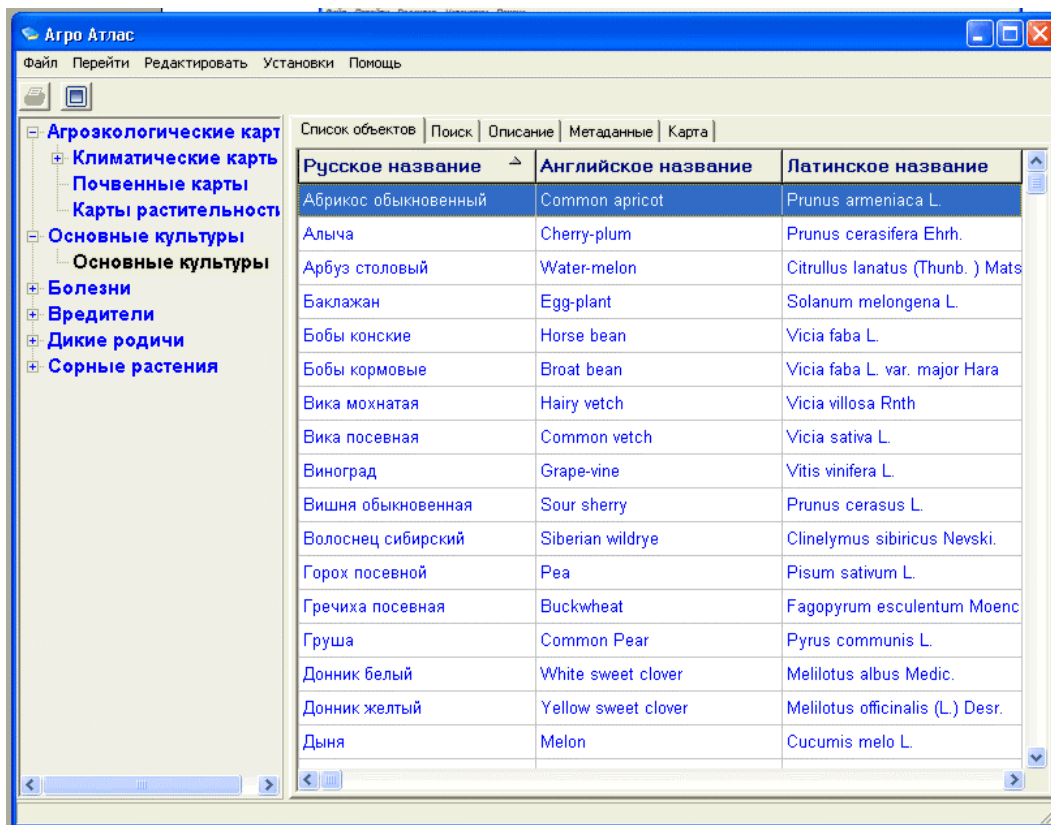 Агро Атлас
Файл Перейти Редактировать Установки Помощь
Агроэкологические карт
Климатические карть
Почвенные карты
Карты растительности
Основные культуры
Основные культуры
Болезни
Вредители
Дикие родичи
Сорные растения
Список объектов Поиск Описание Метаданные Карта
Русское название Английское название Латинское название
Абрикос обыкновенный Common apricot Prunus armeniaca L.
Алыча Cherry-plum Prunus cerasifera Ehrh.
Арбуз столовый Water-melon Citrullus lanatus (Thunb. ) Mats
Баклажан Egg-plant Solanum melongena L.
Бобы конские Horse bean Vicia faba L.
Бобы кормовые Broat bean Vicia faba L. var. major Hara
Вика мохнатая Hairy vetch Vicia villosa Rnth
Вика посевная Common vetch Vicia sativa L.
Виноград Grape-vine Vitis vinifera L.
Вишня обыкновенная Sour sherry Prunus cerasus L.
Волоснец сибирский Siberian wildrye Clinelymus sibiricus Nevski.
Горох посевной Pea Pisum sativum L.
Гречиха посевная Buckwheat Fagopyrum esculentum Moenc
Груша Common Pear Pyrus communis L.
Донник белый White sweet clover Melilotus albus Medic.
Донник желтый Yellow sweet clover Melilotus officinalis (L.) Desr.
Дыня Melon Cucumis melo L.